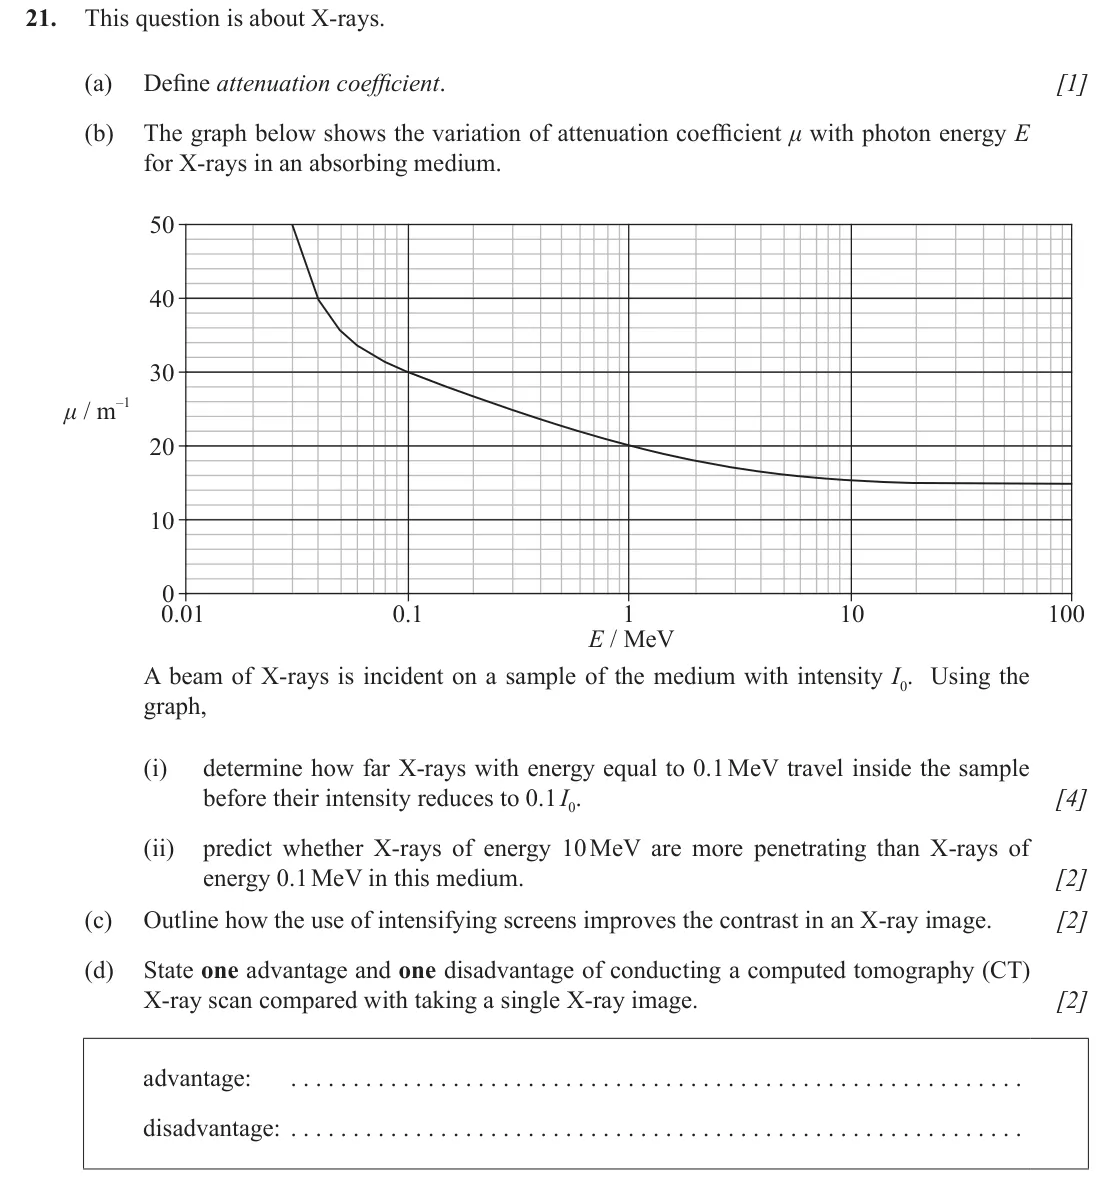 21. This question is about X-rays.
(a) Define attenuation coefficient. [1]
(b) The graph below shows the variation of attenuation coefficient μ with photon energy E
for X-rays in an absorbing medium.
50
40
30
μ / m⁻¹
20
10
0
0.01 0.1 1 10 100
E / MeV
A beam of X-rays is incident on a sample of the medium with intensity I₀. Using the
graph,
(i) determine how far X-rays with energy equal to 0.1 MeV travel inside the sample
before their intensity reduces to 0.1 I₀. [4]
(ii) predict whether X-rays of energy 10 MeV are more penetrating than X-rays of
energy 0.1 MeV in this medium. [2]
(c) Outline how the use of intensifying screens improves the contrast in an X-ray image. [2]
(d) State one advantage and one disadvantage of conducting a computed tomography (CT)
X-ray scan compared with taking a single X-ray image. [2]
advantage: . . . . . . . . . . . . . . . . . . . . . . . . . . . . . . . . . . . . . . . . . . . . . . . . . . . . . . . . . . .
disadvantage: . . . . . . . . . . . . . . . . . . . . . . . . . . . . . . . . . . . . . . . . . . . . . . . . . . . . . . . . . . .